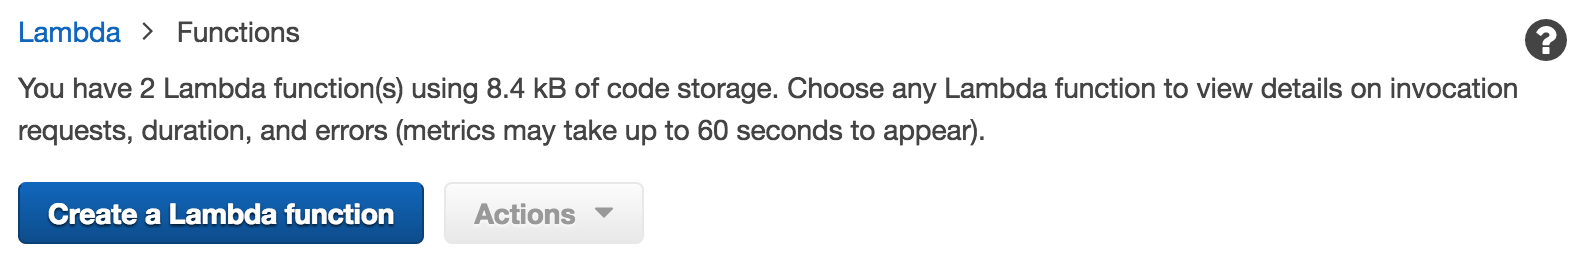 Lambda > Functions
?
You have 2 Lambda function(s) using 8.4 kB of code storage. Choose any Lambda function to view details on invocation
requests, duration, and errors (metrics may take up to 60 seconds to appear).
Create a Lambda function Actions